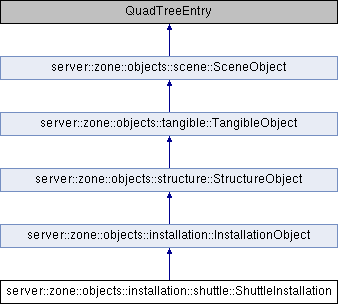 QuadTreeEntry
server::zone::objects::scene::SceneObject
server::zone::objects::tangible::TangibleObject
server::zone::objects::structure::StructureObject
server::zone::objects::installation::InstallationObject
server::zone::objects::installation::shuttle::ShuttleInstallation